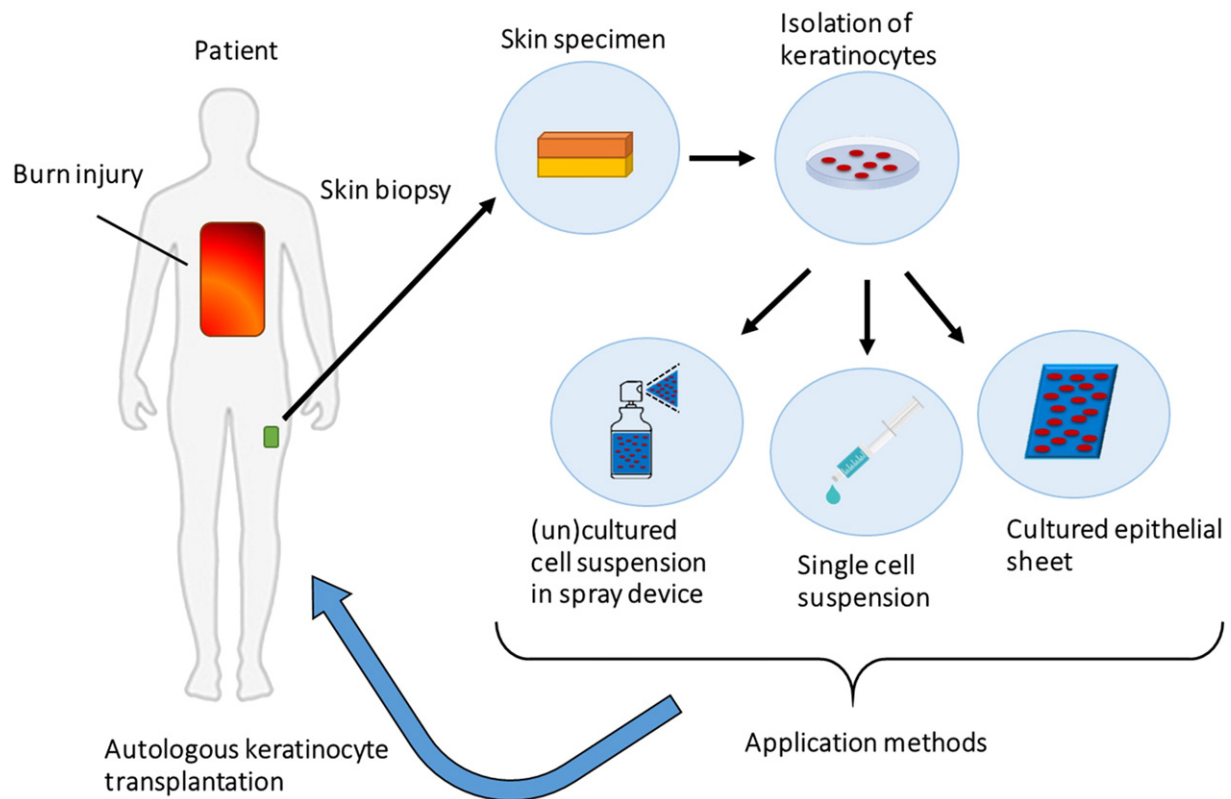 Patient
Burn injury
Skin biopsy
Skin specimen
Isolation of
keratinocytes
(un)cultured
cell suspension
in spray device
Single cell
suspension
Cultured epithelial
sheet
Application methods
Autologous keratinocyte
transplantation